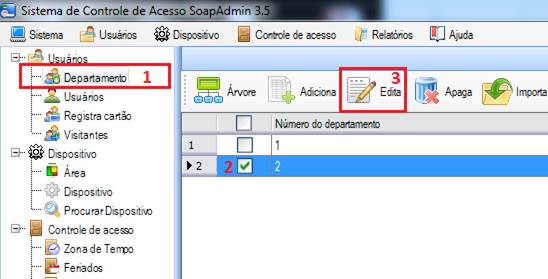 Sistema de Controle de Acesso SoapAdmin 3.5
Sistema Usuários Dispositivo Controle de acesso Relatórios Ajuda
Usuários
Departamento 1
Usuários
Registra cartão
Visitantes
Dispositivo
Área
Dispositivo
Procurar Dispositivo
Controle de acesso
Zona de Tempo
Feriados
3
Árvore Adiciona Edita Apaga Importa
Número do departamento
1 1
2 2 2